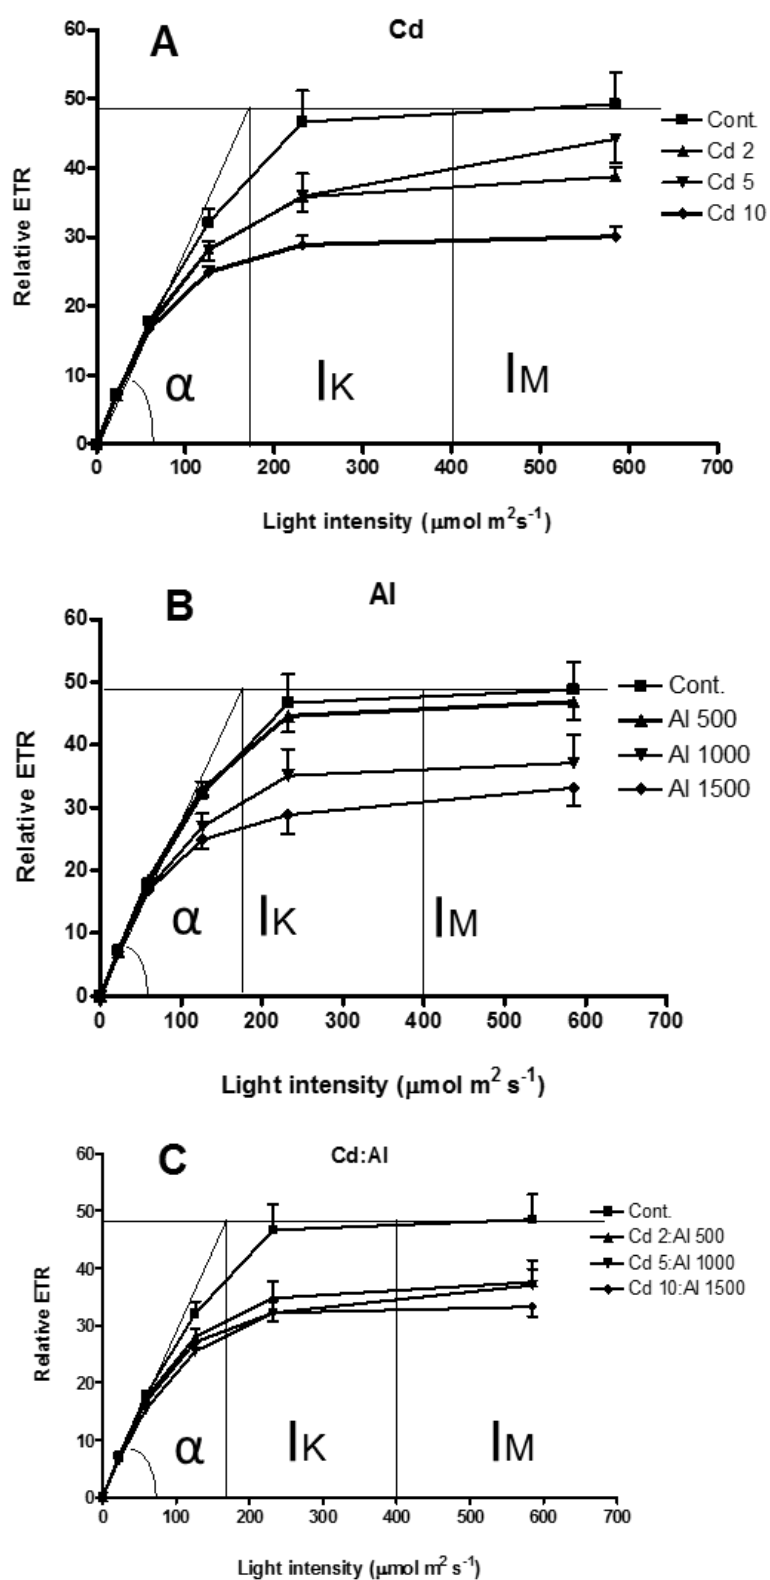 A
Cd
60
50
40
30
20
10
0
Relative ETR
Cont.
Cd 2
Cd 5
Cd 10
α
IK
IM
0 100 200 300 400 500 600 700
Light intensity (μmol m²s⁻¹)
B
Al
60
50
40
30
20
10
0
Relative ETR
Cont.
Al 500
Al 1000
Al 1500
α
IK
IM
0 100 200 300 400 500 600 700
Light intensity (μmol m² s⁻¹)
C
Cd:Al
60
50
40
30
20
10
0
Relative ETR
Cont.
Cd 2:Al 500
Cd 5:Al 1000
Cd 10:Al 1500
α
IK
IM
0 100 200 300 400 500 600 700
Light intensity (μmol m² s⁻¹)